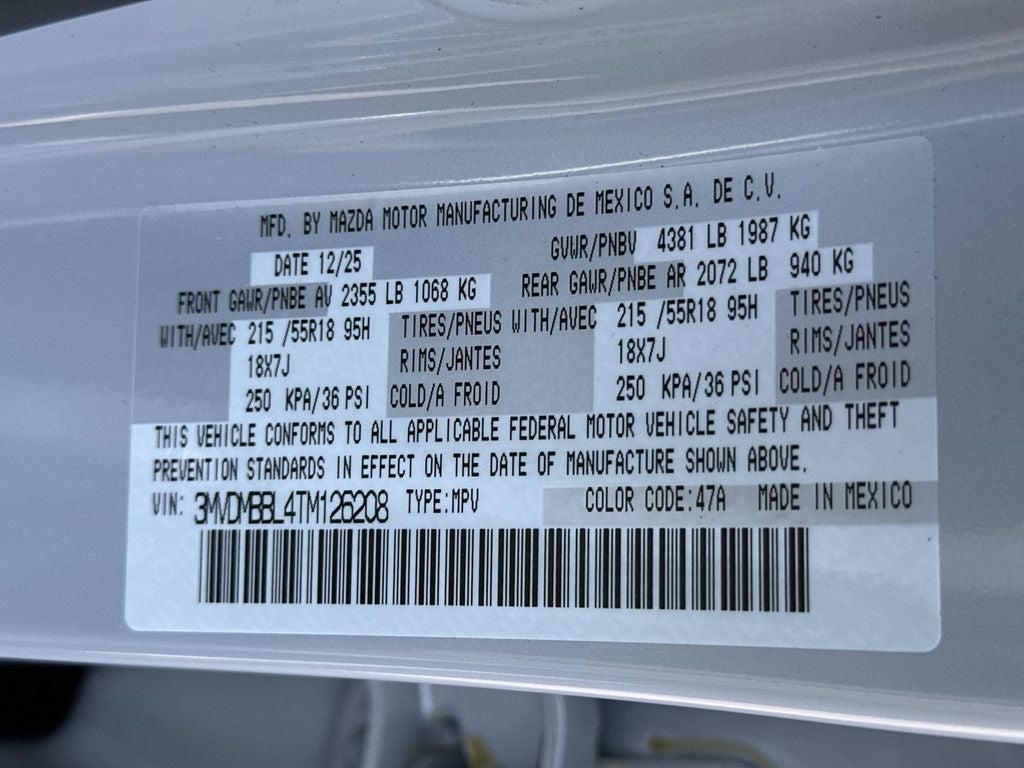 MFD. BY MAZDA MOTOR MANUFACTURING DE MEXICO S.A. DE C.V.
DATE 12/25 GVWR/PNBV 4381 LB 1987 KG
FRONT GAWR/PNBE AV 2355 LB 1068 KG REAR GAWR/PNBE AR 2072 LB 940 KG
WITH/AVEC 215 /55R18 95H TIRES/PNEUS WITH/AVEC 215 /55R18 95H TIRES/PNEUS
18X7J RIMS/JANTES 18X7J RIMS/JANTES
250 KPA/36 PSI COLD/A FROID 250 KPA/36 PSI COLD/A FROID
THIS VEHICLE CONFORMS TO ALL APPLICABLE FEDERAL MOTOR VEHICLE SAFETY AND THEFT
PREVENTION STANDARDS IN EFFECT ON THE DATE OF MANUFACTURE SHOWN ABOVE.
VIN: 3MVDMBBL4TM126208 TYPE:MPV COLOR CODE:47A MADE IN MEXICO